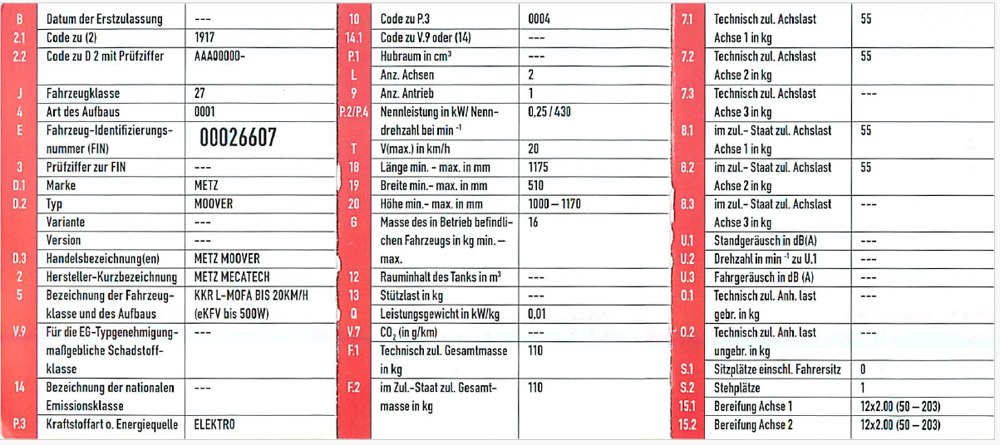 B Datum der Erstzulassung ---
2.1 Code zu (2) 1917
2.2 Code zu D 2 mit Prüfziffer AAA00000-
J Fahrzeugklasse 27
4 Art des Aufbaus 0001
E Fahrzeug-Identifizierungs-
nummer (FIN) 00026607
3 Prüfziffer zur FIN ---
D.1 Marke METZ
D.2 Typ MOOVER
Variante ---
Version ---
D.3 Handelsbezeichnung(en) METZ MOOVER
2 Hersteller-Kurzbezeichnung METZ MECATECH
5 Bezeichnung der Fahrzeug- KKR L-MOFA BIS 20KM/H
klasse und des Aufbaus (eKFV bis 500W)
V.9 Für die EG-Typgenehmigung- ---
maßgebliche Schadstoff-
klasse
14 Bezeichnung der nationalen ---
Emissionsklasse
P.3 Kraftstoffart o. Energiequelle ELEKTRO
10 Code zu P.3 0004
14.1 Code zu V.9 oder (14) ---
P.1 Hubraum in cm³ ---
L Anz. Achsen 2
9 Anz. Antrieb 1
P.2/P.4 Nennleistung in kW/ Nenn- 0,25 / 430
drehzahl bei min ⁻¹
T V(max.) in km/h 20
18 Länge min. - max. in mm 1175
19 Breite min.- max. in mm 510
20 Höhe min.- max. in mm 1000 – 1170
G Masse des in Betrieb befindli- 16
chen Fahrzeugs in kg min. –
max.
12 Rauminhalt des Tanks in m³ ---
13 Stützlast in kg ---
Q Leistungsgewicht in kW/kg 0,01
V.7 CO₂ (in g/km) ---
F.1 Technisch zul. Gesamtmasse 110
in kg
F.2 im Zul.-Staat zul. Gesamt- 110
masse in kg
7.1 Technisch zul. Achslast 55
Achse 1 in kg
7.2 Technisch zul. Achslast 55
Achse 2 in kg
7.3 Technisch zul. Achslast ---
Achse 3 in kg
8.1 im zul.- Staat zul. Achslast 55
Achse 1 in kg
8.2 im zul.- Staat zul. Achslast 55
Achse 2 in kg
8.3 im zul.- Staat zul. Achslast ---
Achse 3 in kg
U.1 Standgeräusch in dB(A) ---
U.2 Drehzahl in min ⁻¹ zu U.1 ---
U.3 Fahrgeräusch in dB (A) ---
O.1 Technisch zul. Anh. last ---
gebr. in kg
O.2 Technisch zul. Anh. last ---
ungebr. in kg
S.1 Sitzplätze einschl. Fahrersitz 0
S.2 Stehplätze 1
15.1 Bereifung Achse 1 12x2.00 (50 – 203)
15.2 Bereifung Achse 2 12x2.00 (50 – 203)